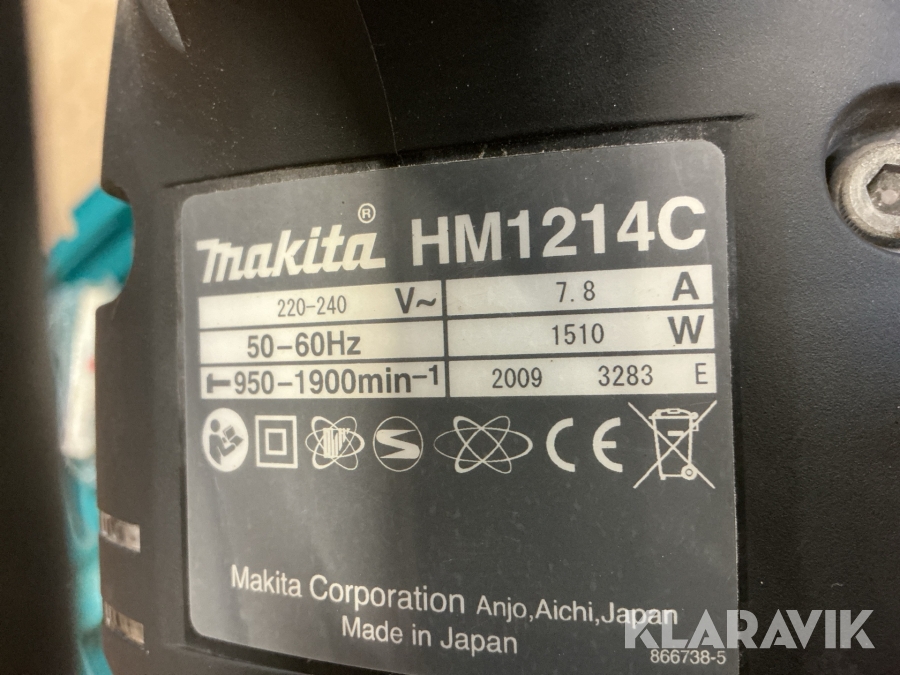 makita® HM1214C
220-240 V~ 7.8 A
50-60Hz 1510 W
950-1900min-1 2009 3283 E
CE
Makita Corporation Anjo,Aichi,Japan
Made in Japan
866738-5
KLARAVIK